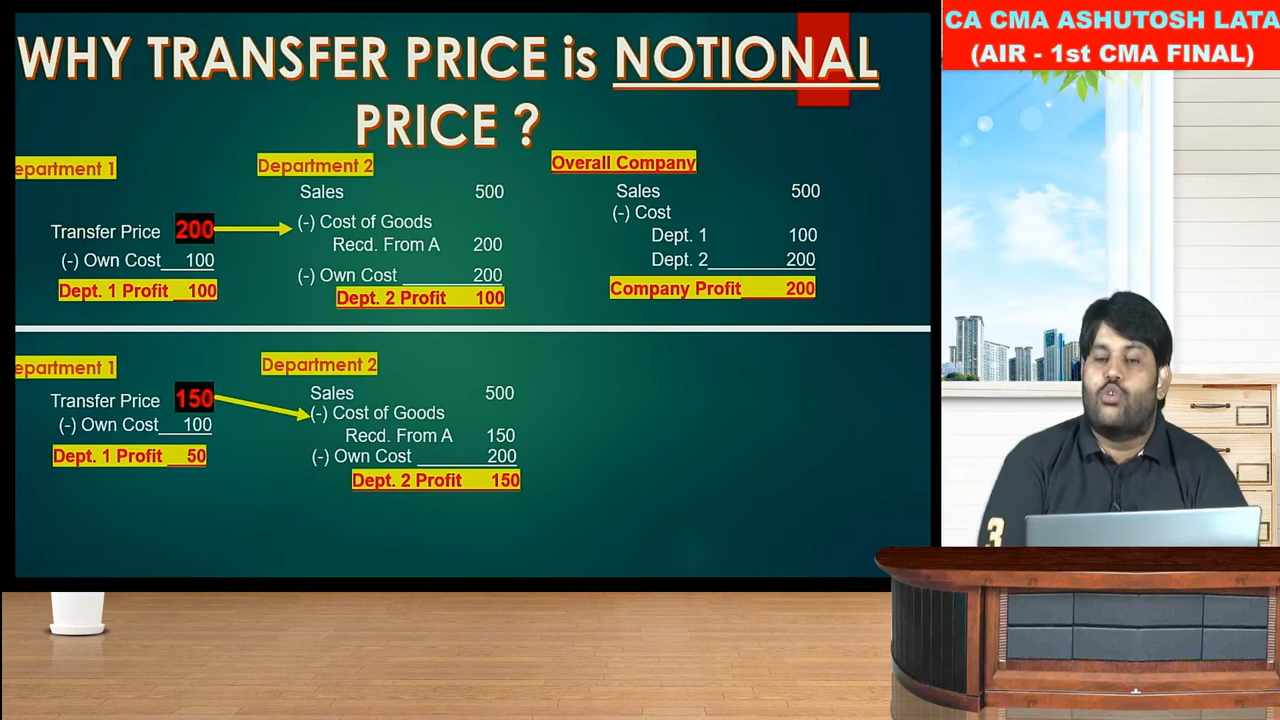 WHY TRANSFER PRICE is NOTIONAL
PRICE ?
epartment 1
Transfer Price 200
(-) Own Cost 100
Dept. 1 Profit 100
Department 2
Sales 500
(-) Cost of Goods
Recd. From A 200
(-) Own Cost 200
Dept. 2 Profit 100
Overall Company
Sales 500
(-) Cost
Dept. 1 100
Dept. 2 200
Company Profit 200
epartment 1
Transfer Price 150
(-) Own Cost 100
Dept. 1 Profit 50
Department 2
Sales 500
(-) Cost of Goods
Recd. From A 150
(-) Own Cost 200
Dept. 2 Profit 150
CA CMA ASHUTOSH LATA
(AIR - 1st CMA FINAL)
3